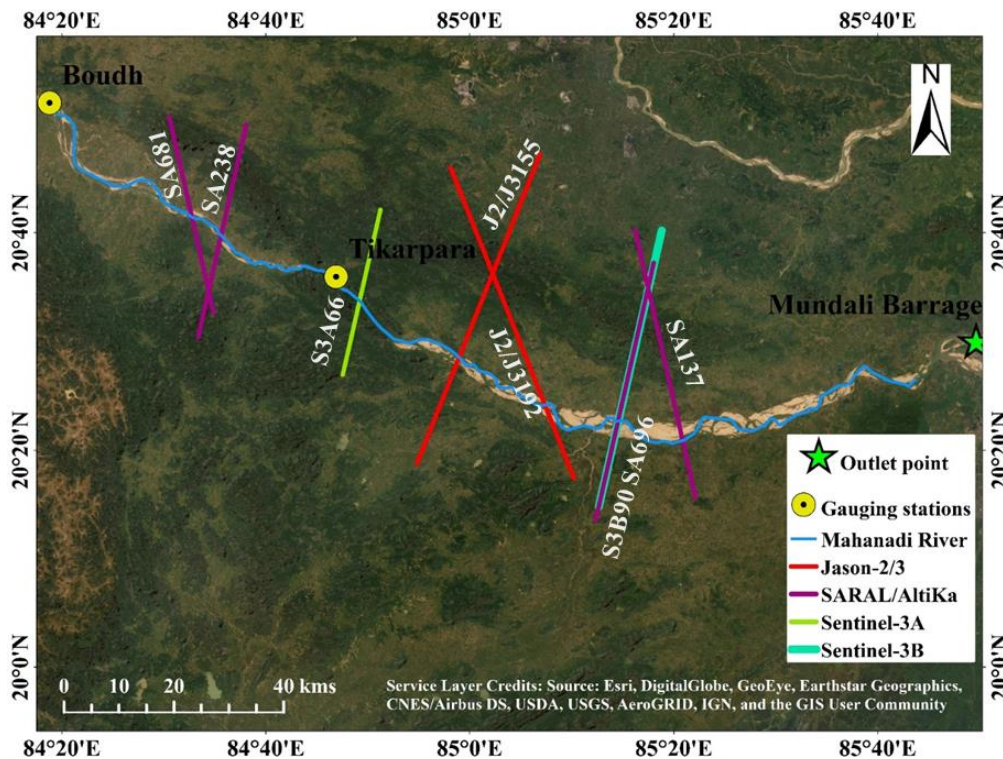 84°20'E 84°40'E 85°0'E 85°20'E 85°40'E
Boudh
N
SA681
SA238
J2/J3155
20°40'N
20°40'N
Tikarpara
S3A66
Mundali Barrage
J2/J3192
SA137
S3B90 SA696
20°20'N
20°20'N
Outlet point
Gauging stations
Mahanadi River
Jason-2/3
SARAL/AltiKa
Sentinel-3A
Sentinel-3B
20°0'N
20°0'N
0 10 20 40 kms
Service Layer Credits: Source: Esri, DigitalGlobe, GeoEye, Earthstar Geographics,
CNES/Airbus DS, USDA, USGS, AeroGRID, IGN, and the GIS User Community
84°20'E 84°40'E 85°0'E 85°20'E 85°40'E